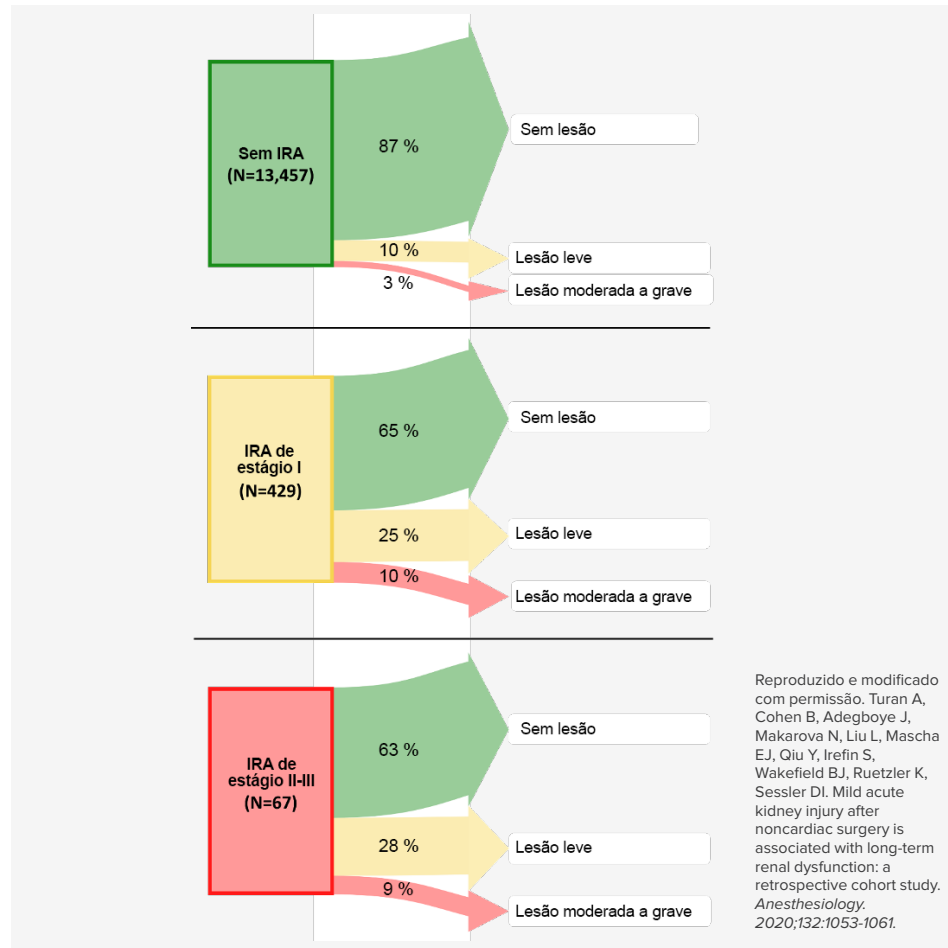 Sem IRA
(N=13,457)
87 %
Sem lesão
10 %
Lesão leve
3 %
Lesão moderada a grave
IRA de
estágio I
(N=429)
65 %
Sem lesão
25 %
Lesão leve
10 %
Lesão moderada a grave
IRA de
estágio II-III
(N=67)
63 %
Sem lesão
28 %
Lesão leve
9 %
Lesão moderada a grave
Reproduzido e modificado
com permissão. Turan A,
Cohen B, Adegboye J,
Makarova N, Liu L, Mascha
EJ, Qiu Y, Irefin S,
Wakefield BJ, Ruetzler K,
Sessler DI. Mild acute
kidney injury after
noncardiac surgery is
associated with long-term
renal dysfunction: a
retrospective cohort study.
Anesthesiology.
2020;132:1053-1061.